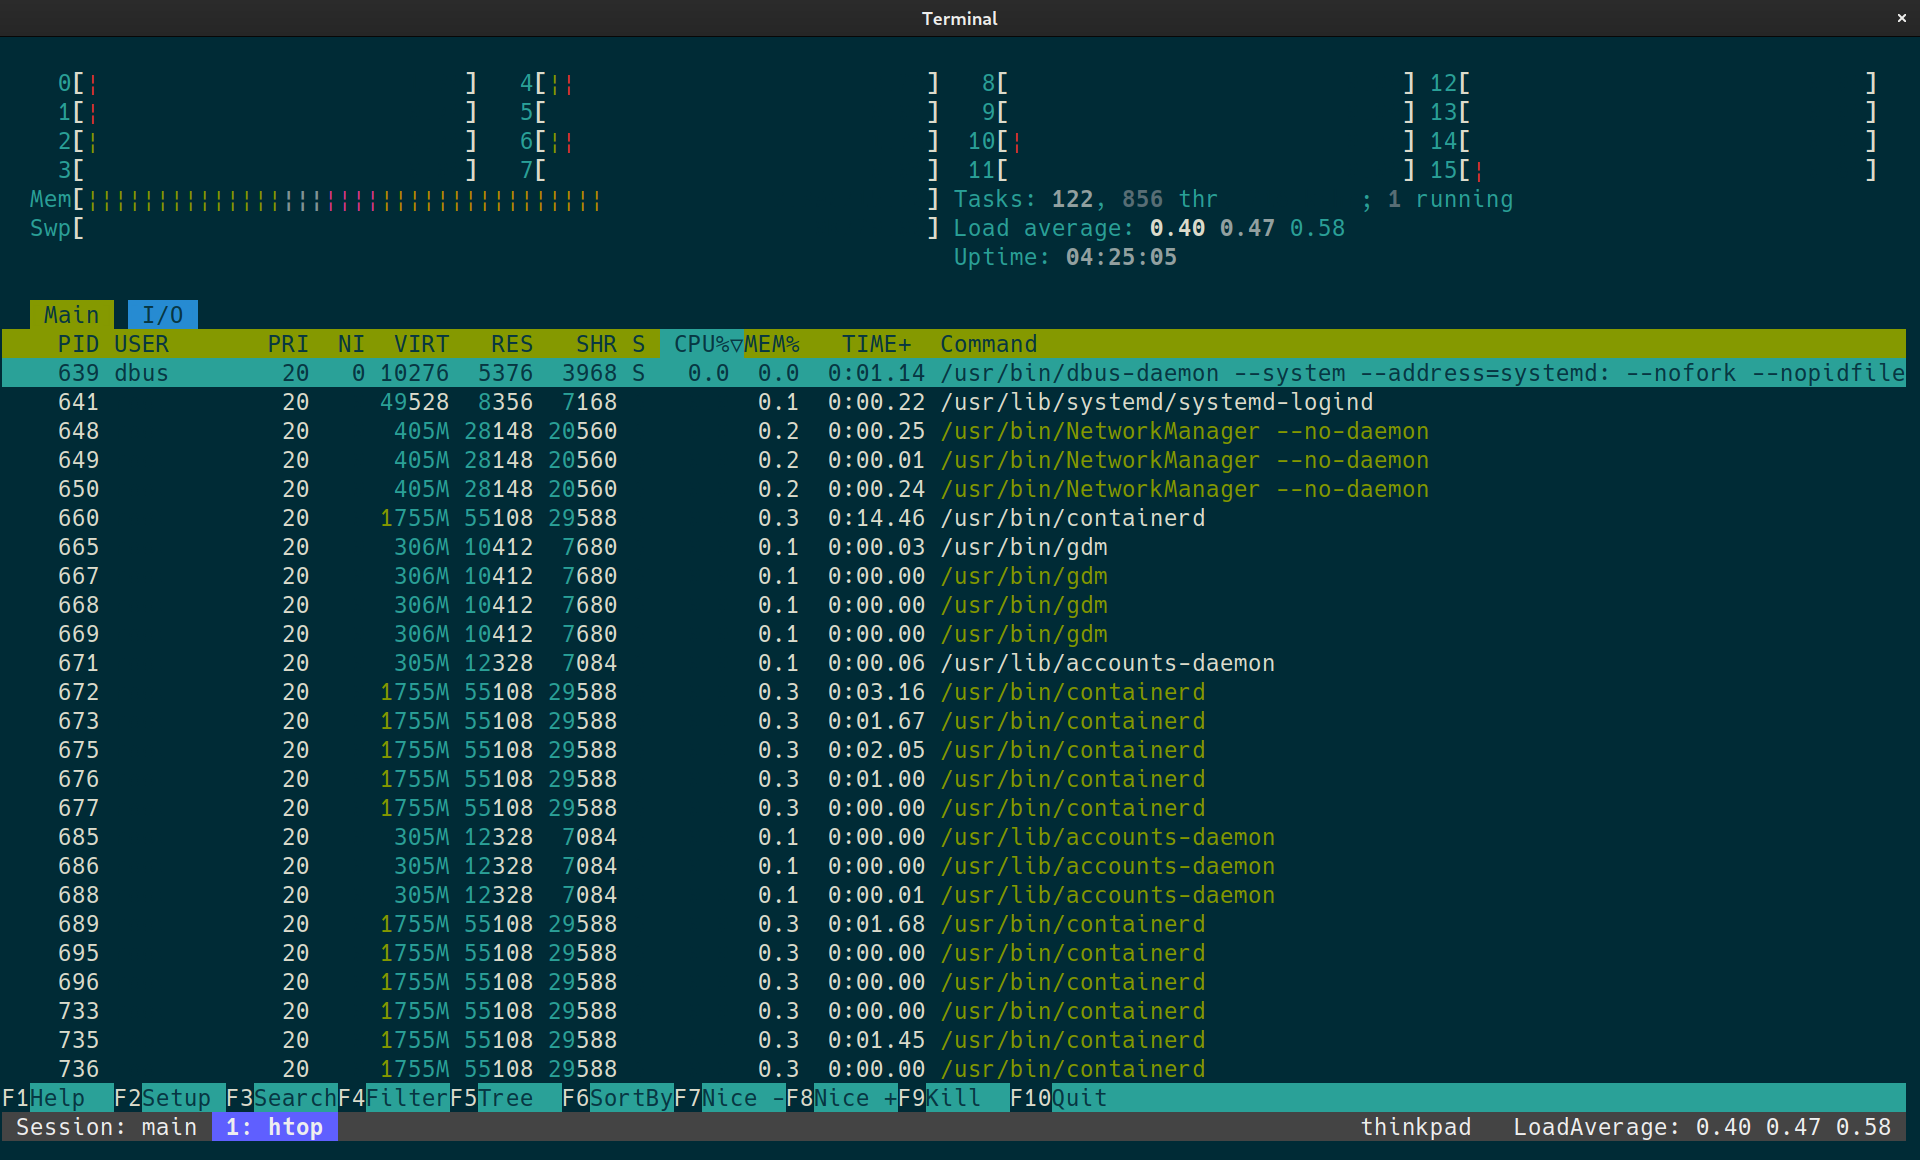 Terminal ×
0[¦ ] 4[¦¦ ] 8[ ] 12[ ]
1[¦ ] 5[ ] 9[ ] 13[ ]
2[¦ ] 6[¦¦ ] 10[¦ ] 14[ ]
3[ ] 7[ ] 11[ ] 15[¦ ]
Mem[¦¦¦¦¦¦¦¦¦¦¦¦¦¦¦¦¦¦¦¦¦¦¦¦¦¦¦¦¦¦¦¦¦¦¦¦¦ ] Tasks: 122, 856 thr ; 1 running
Swp[ ] Load average: 0.40 0.47 0.58
Uptime: 04:25:05
Main I/O
PID USER PRI NI VIRT RES SHR S CPU%▽MEM% TIME+ Command
639 dbus 20 0 10276 5376 3968 S 0.0 0.0 0:01.14 /usr/bin/dbus-daemon --system --address=systemd: --nofork --nopidfile
641 20 49528 8356 7168 0.1 0:00.22 /usr/lib/systemd/systemd-logind
648 20 405M 28148 20560 0.2 0:00.25 /usr/bin/NetworkManager --no-daemon
649 20 405M 28148 20560 0.2 0:00.01 /usr/bin/NetworkManager --no-daemon
650 20 405M 28148 20560 0.2 0:00.24 /usr/bin/NetworkManager --no-daemon
660 20 1755M 55108 29588 0.3 0:14.46 /usr/bin/containerd
665 20 306M 10412 7680 0.1 0:00.03 /usr/bin/gdm
667 20 306M 10412 7680 0.1 0:00.00 /usr/bin/gdm
668 20 306M 10412 7680 0.1 0:00.00 /usr/bin/gdm
669 20 306M 10412 7680 0.1 0:00.00 /usr/bin/gdm
671 20 305M 12328 7084 0.1 0:00.06 /usr/lib/accounts-daemon
672 20 1755M 55108 29588 0.3 0:03.16 /usr/bin/containerd
673 20 1755M 55108 29588 0.3 0:01.67 /usr/bin/containerd
675 20 1755M 55108 29588 0.3 0:02.05 /usr/bin/containerd
676 20 1755M 55108 29588 0.3 0:01.00 /usr/bin/containerd
677 20 1755M 55108 29588 0.3 0:00.00 /usr/bin/containerd
685 20 305M 12328 7084 0.1 0:00.00 /usr/lib/accounts-daemon
686 20 305M 12328 7084 0.1 0:00.00 /usr/lib/accounts-daemon
688 20 305M 12328 7084 0.1 0:00.01 /usr/lib/accounts-daemon
689 20 1755M 55108 29588 0.3 0:01.68 /usr/bin/containerd
695 20 1755M 55108 29588 0.3 0:00.00 /usr/bin/containerd
696 20 1755M 55108 29588 0.3 0:00.00 /usr/bin/containerd
733 20 1755M 55108 29588 0.3 0:00.00 /usr/bin/containerd
735 20 1755M 55108 29588 0.3 0:01.45 /usr/bin/containerd
736 20 1755M 55108 29588 0.3 0:00.00 /usr/bin/containerd
F1Help F2Setup F3SearchF4FilterF5Tree F6SortByF7Nice -F8Nice +F9Kill F10Quit
Session: main 1: htop thinkpad LoadAverage: 0.40 0.47 0.58